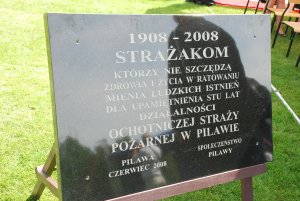 1908 - 2008
STRAŻAKOM
KTÓRZY NIE SZCZĘDZĄ
ZDROWIA I ŻYCIA W RATOWANIU
MIENIA LUDZKICH ISTNIEŃ
DLA UPAMIĘTNIENIA STU LAT
DZIAŁALNOŚCI
OCHOTNICZEJ STRAŻY
POŻARNEJ W PILAWIE
PILAWA
CZERWIEC 2008
SPOŁECZEŃSTWO
PILAWY